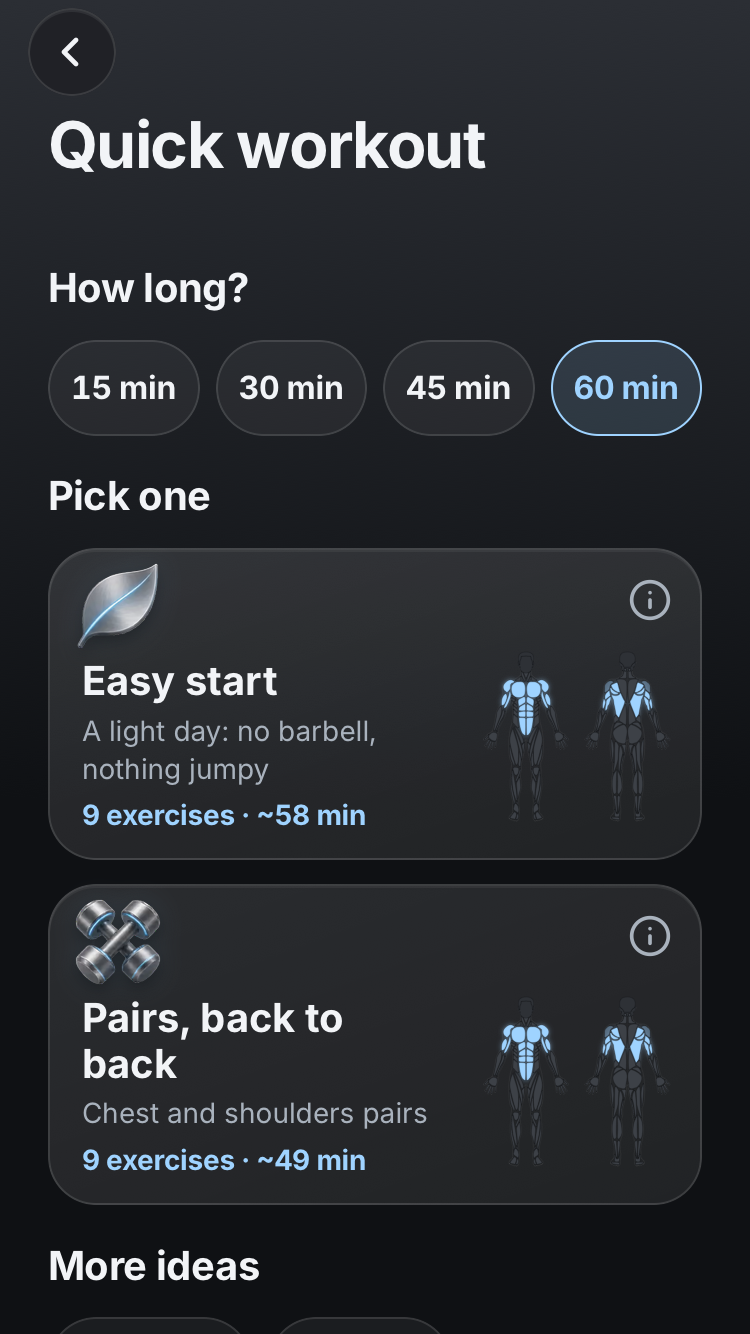 Quick workout
How long?
15 min
30 min
45 min
60 min
Pick one
Easy start
A light day: no barbell,
nothing jumpy
9 exercises · ~58 min
Pairs, back to
back
Chest and shoulders pairs
9 exercises · ~49 min
More ideas